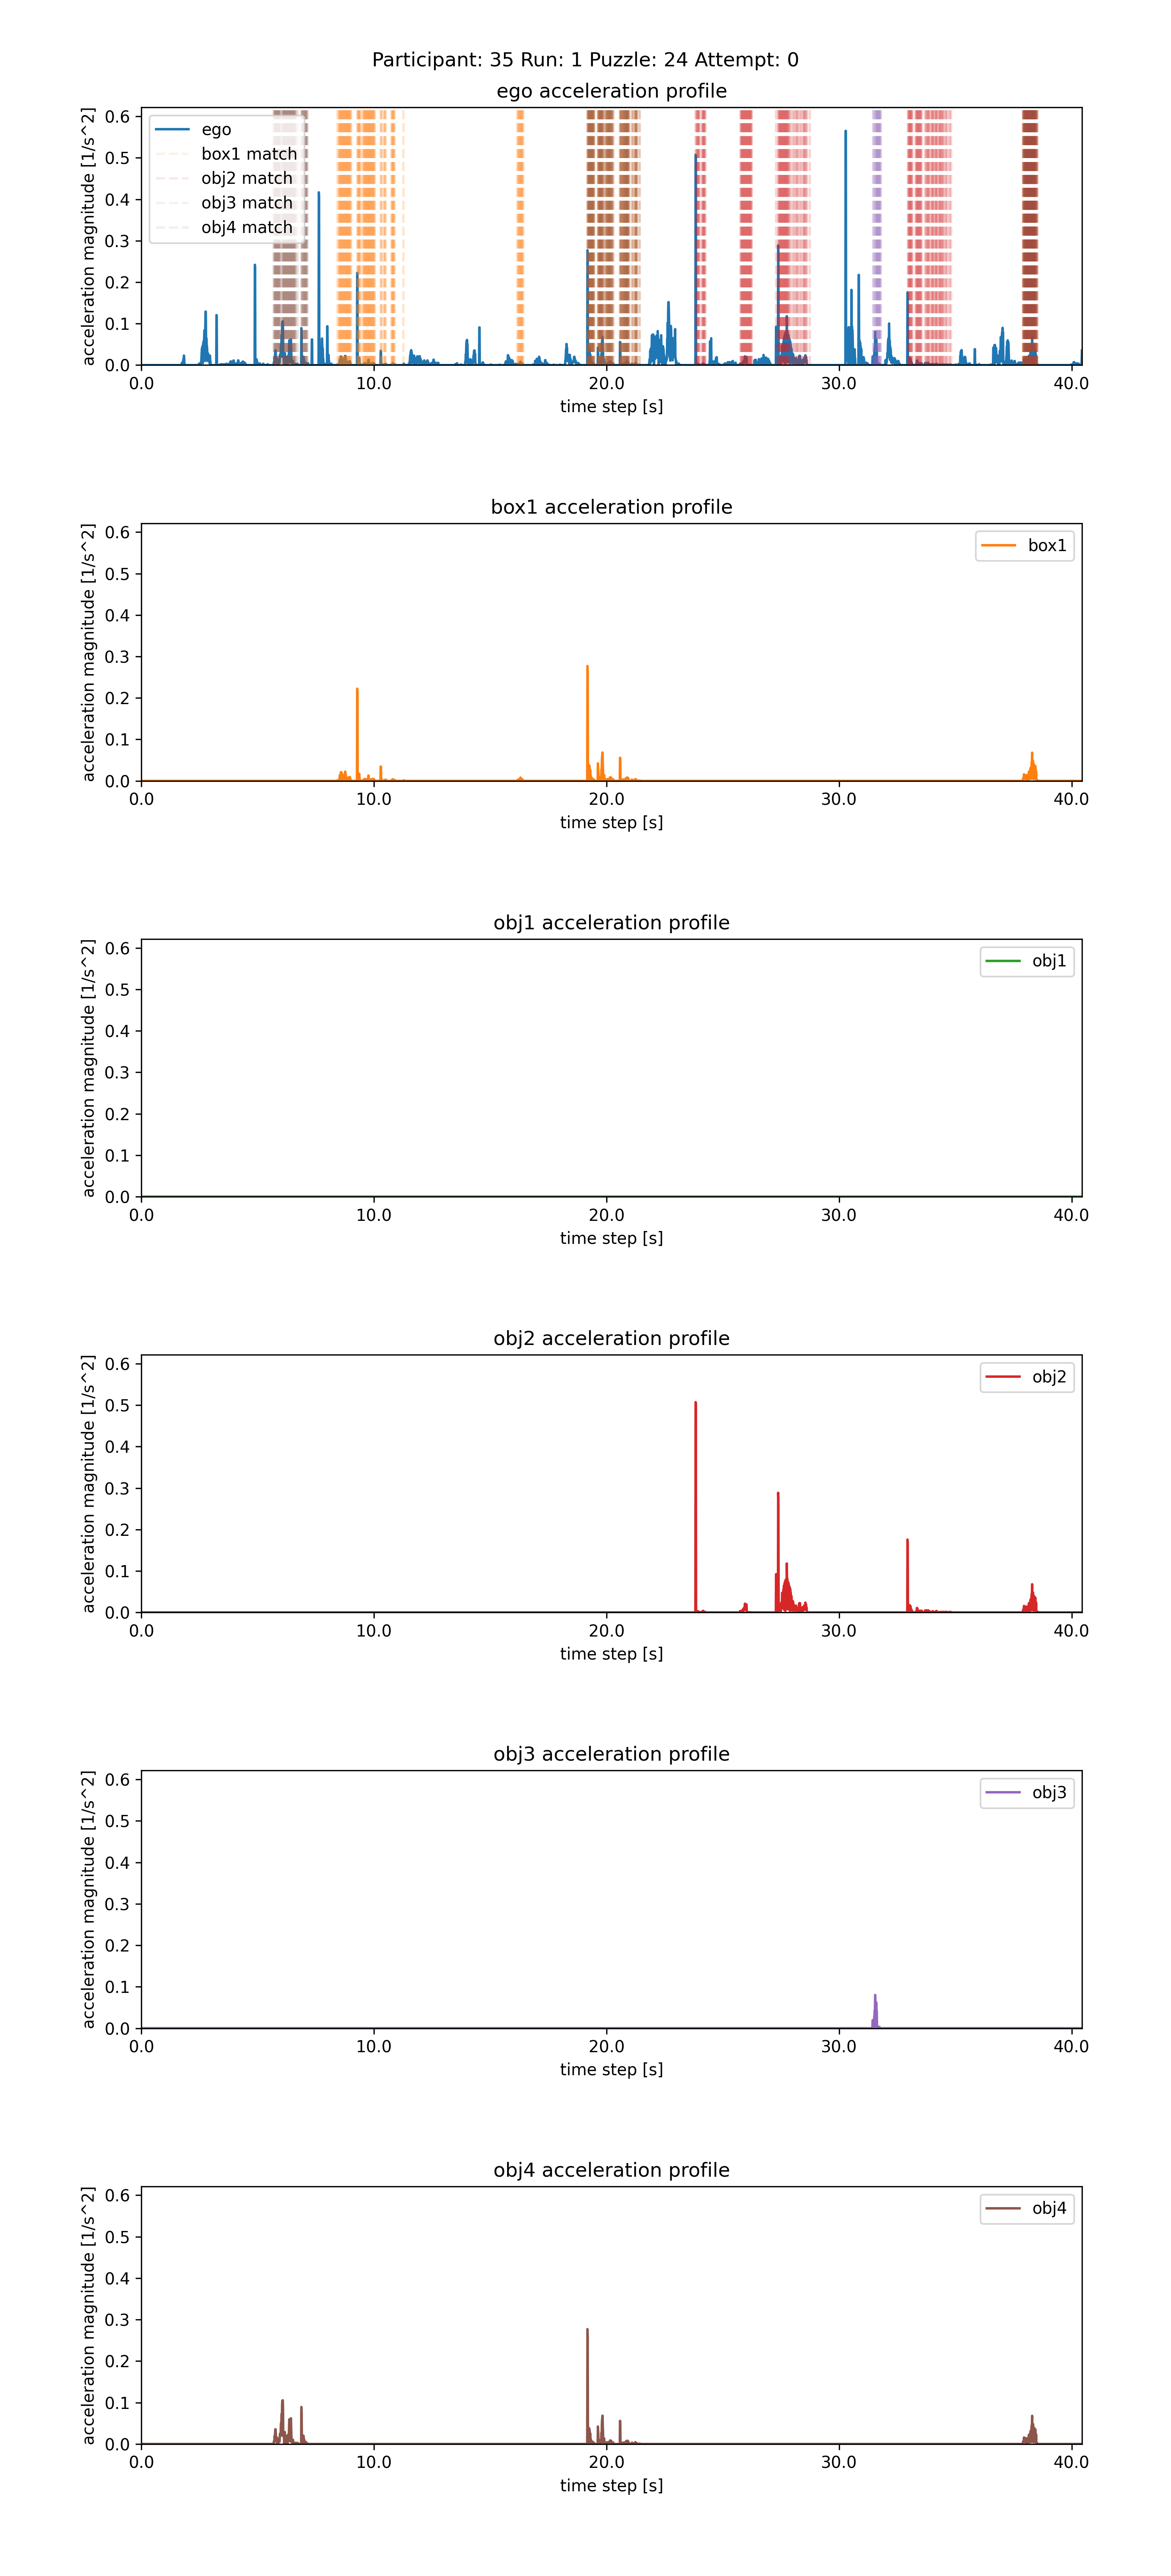 Participant: 35 Run: 1 Puzzle: 24 Attempt: 0
ego acceleration profile
acceleration magnitude [1/s^2]
0.6
0.5
0.4
0.3
0.2
0.1
0.0
ego
box1 match
obj2 match
obj3 match
obj4 match
0.0 10.0 20.0 30.0 40.0
time step [s]
box1 acceleration profile
acceleration magnitude [1/s^2]
0.6
0.5
0.4
0.3
0.2
0.1
0.0
box1
0.0 10.0 20.0 30.0 40.0
time step [s]
obj1 acceleration profile
acceleration magnitude [1/s^2]
0.6
0.5
0.4
0.3
0.2
0.1
0.0
obj1
0.0 10.0 20.0 30.0 40.0
time step [s]
obj2 acceleration profile
acceleration magnitude [1/s^2]
0.6
0.5
0.4
0.3
0.2
0.1
0.0
obj2
0.0 10.0 20.0 30.0 40.0
time step [s]
obj3 acceleration profile
acceleration magnitude [1/s^2]
0.6
0.5
0.4
0.3
0.2
0.1
0.0
obj3
0.0 10.0 20.0 30.0 40.0
time step [s]
obj4 acceleration profile
acceleration magnitude [1/s^2]
0.6
0.5
0.4
0.3
0.2
0.1
0.0
obj4
0.0 10.0 20.0 30.0 40.0
time step [s]